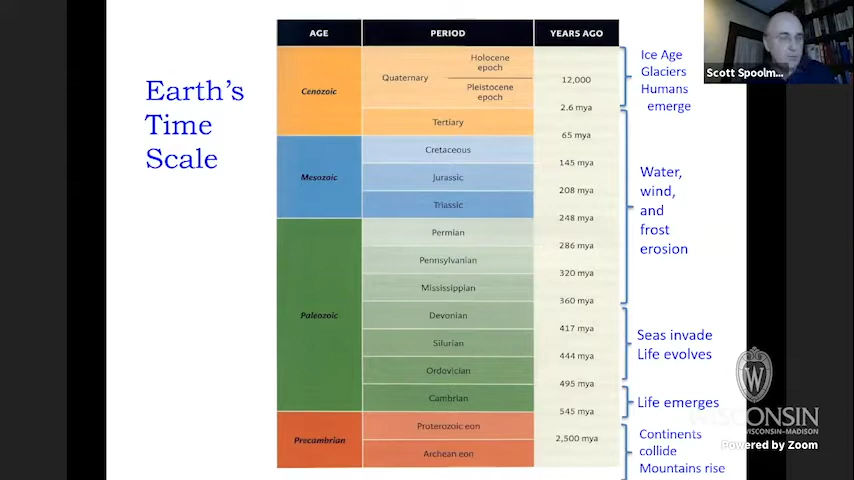 Earth's
Time
Scale
AGE PERIOD YEARS AGO
Cenozoic
Quaternary
Holocene
epoch
Pleistocene
epoch
12,000
2.6 mya
Tertiary
65 mya
Mesozoic
Cretaceous
145 mya
Jurassic
208 mya
Triassic
248 mya
Paleozoic
Permian
286 mya
Pennsylvanian
320 mya
Mississippian
360 mya
Devonian
417 mya
Silurian
444 mya
Ordovician
495 mya
Cambrian
545 mya
Precambrian
Proterozoic eon
2,500 mya
Archean eon
Ice Age
Glaciers
Humans
emerge
Water,
wind,
and
frost
erosion
Seas invade
Life evolves
Life emerges
Continents
collide
Mountains rise
Scott Spoolm...
W
WISCONSIN
WISCONSIN–MADISON
Powered by Zoom